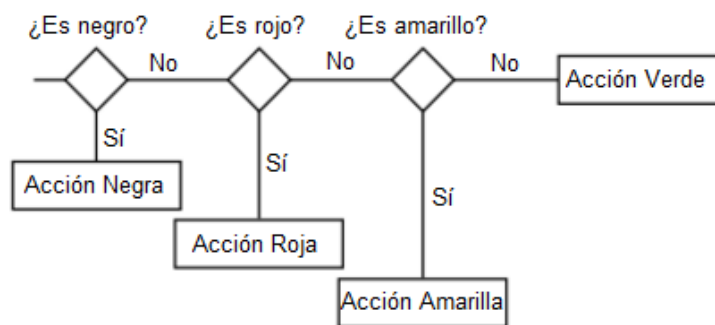 ¿Es negro? ¿Es rojo? ¿Es amarillo?
No No No
Acción Verde
Sí
Acción Negra
Sí
Acción Roja
Sí
Acción Amarilla